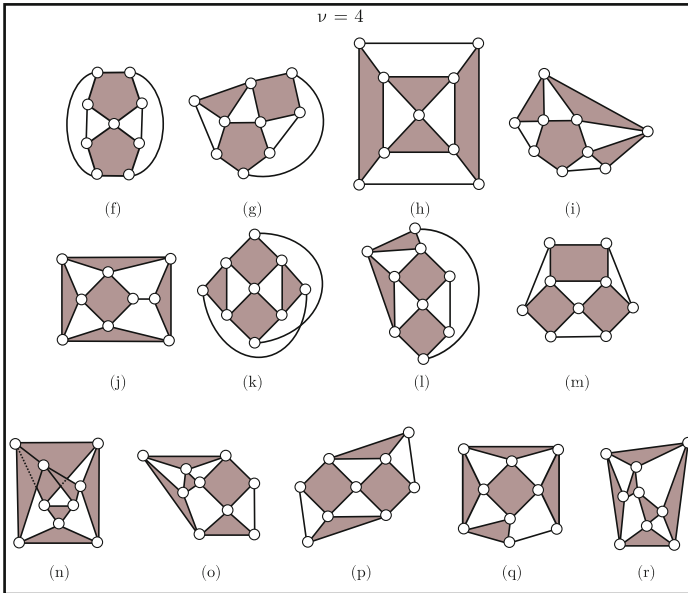 ν = 4
(f) (g) (h) (i)
(j) (k) (l) (m)
(n) (o) (p) (q) (r)